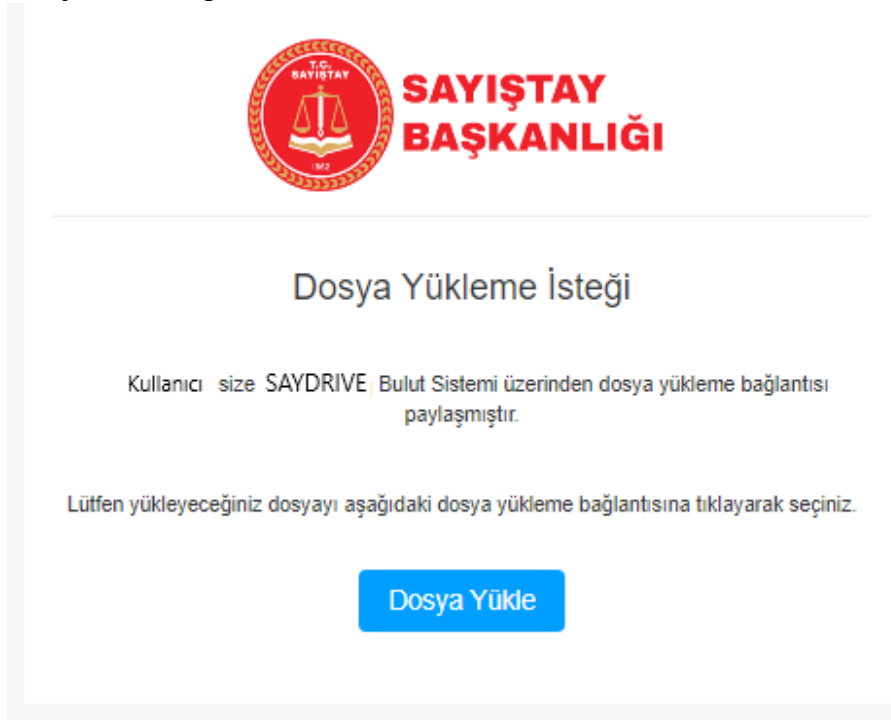 T.C.
SAYIŞTAY
1862
SAYIŞTAY
BAŞKANLIĞI
Dosya Yükleme İsteği
Kullanıcı size SAYDRIVE Bulut Sistemi üzerinden dosya yükleme bağlantısı
paylaşmıştır.
Lütfen yükleyeceğiniz dosyayı aşağıdaki dosya yükleme bağlantısına tıklayarak seçiniz.
Dosya Yükle